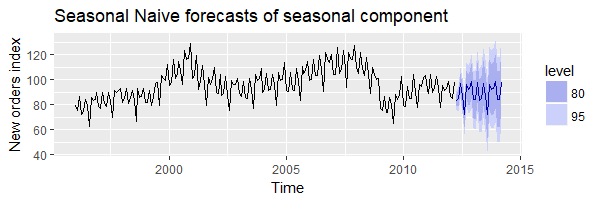 Seasonal Naive forecasts of seasonal component
New orders index
120
100
80
60
40
2000
2005
2010
2015
Time
level
80
95